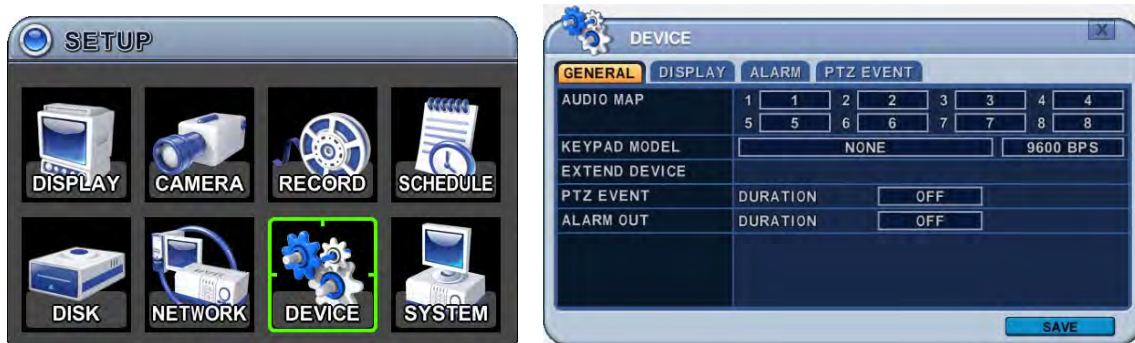 SETUP
DISPLAY CAMERA RECORD SCHEDULE
DISK NETWORK DEVICE SYSTEM
DEVICE X
GENERAL DISPLAY ALARM PTZ EVENT
AUDIO MAP 1 1 2 2 3 3 4 4
5 5 6 6 7 7 8 8
KEYPAD MODEL NONE 9600 BPS
EXTEND DEVICE
PTZ EVENT DURATION OFF
ALARM OUT DURATION OFF
SAVE